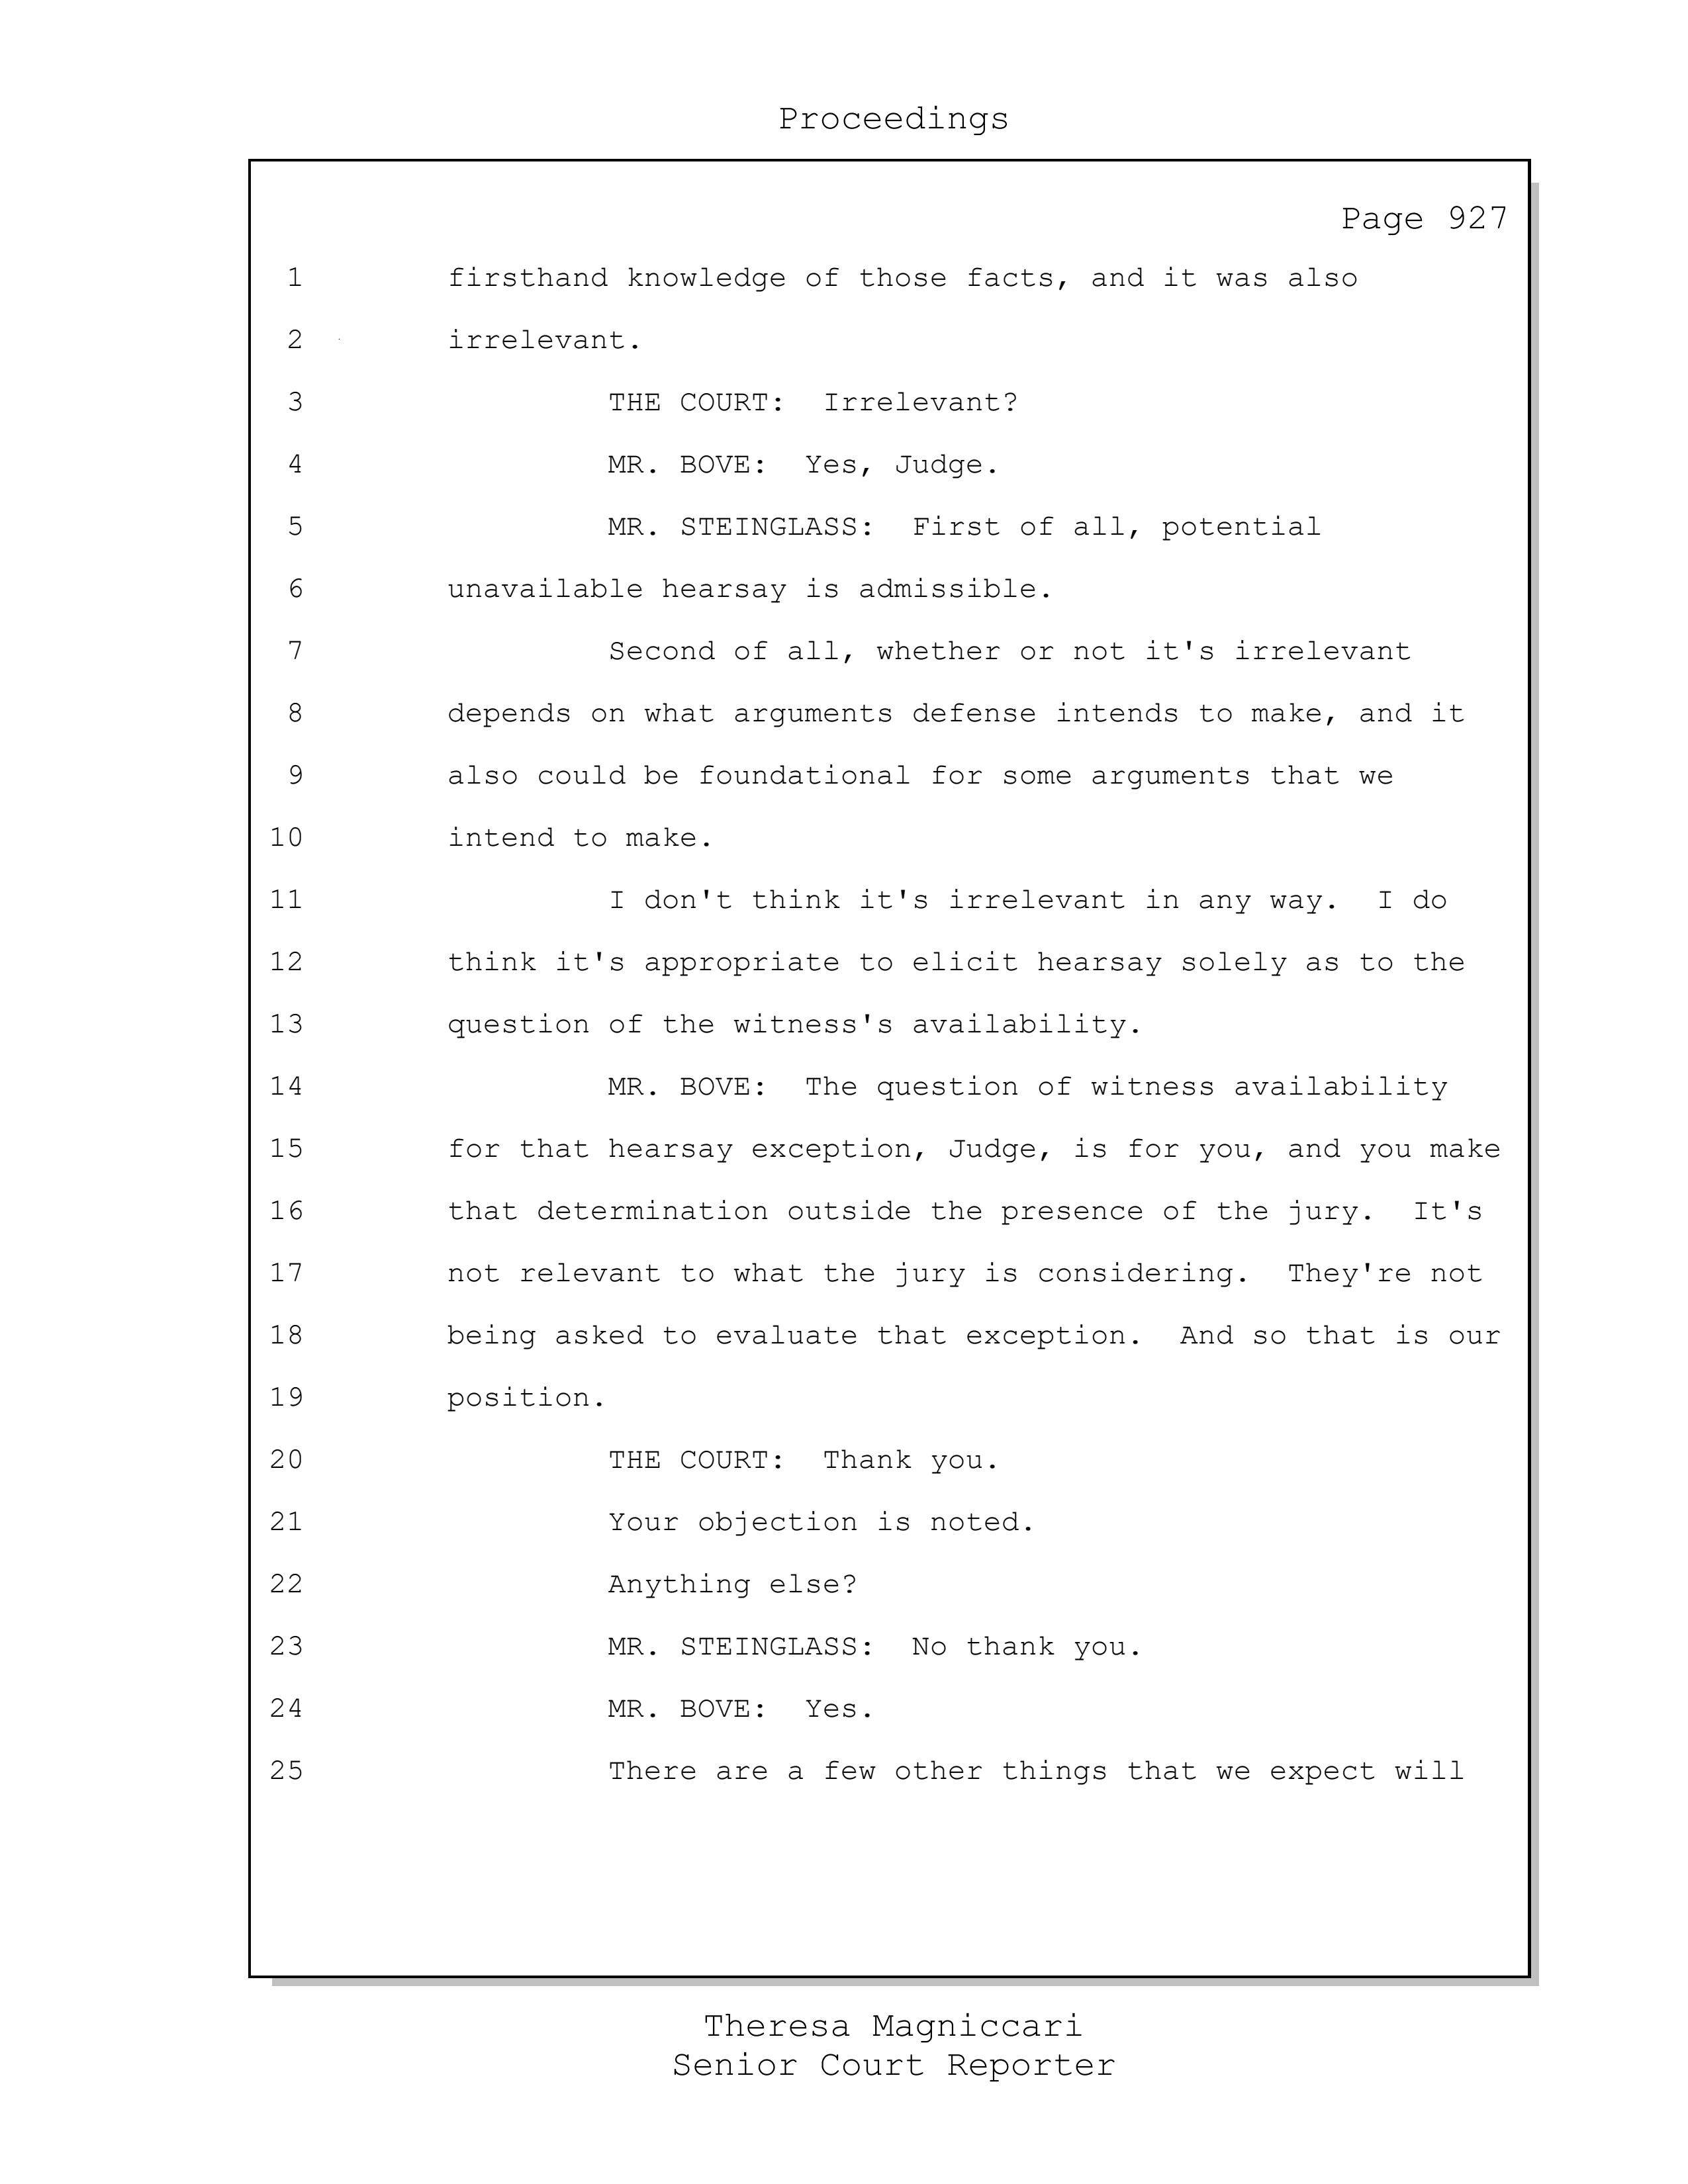 Proceedings
Page 927
1 firsthand knowledge of those facts, and it was also
2 irrelevant.
3 THE COURT: Irrelevant?
4 MR. BOVE: Yes, Judge.
5 MR. STEINGLASS: First of all, potential
6 unavailable hearsay is admissible.
7 Second of all, whether or not it's irrelevant
8 depends on what arguments defense intends to make, and it
9 also could be foundational for some arguments that we
10 intend to make.
11 I don't think it's irrelevant in any way. I do
12 think it's appropriate to elicit hearsay solely as to the
13 question of the witness's availability.
14 MR. BOVE: The question of witness availability
15 for that hearsay exception, Judge, is for you, and you make
16 that determination outside the presence of the jury. It's
17 not relevant to what the jury is considering. They're not
18 being asked to evaluate that exception. And so that is our
19 position.
20 THE COURT: Thank you.
21 Your objection is noted.
22 Anything else?
23 MR. STEINGLASS: No thank you.
24 MR. BOVE: Yes.
25 There are a few other things that we expect will
Theresa Magniccari
Senior Court Reporter